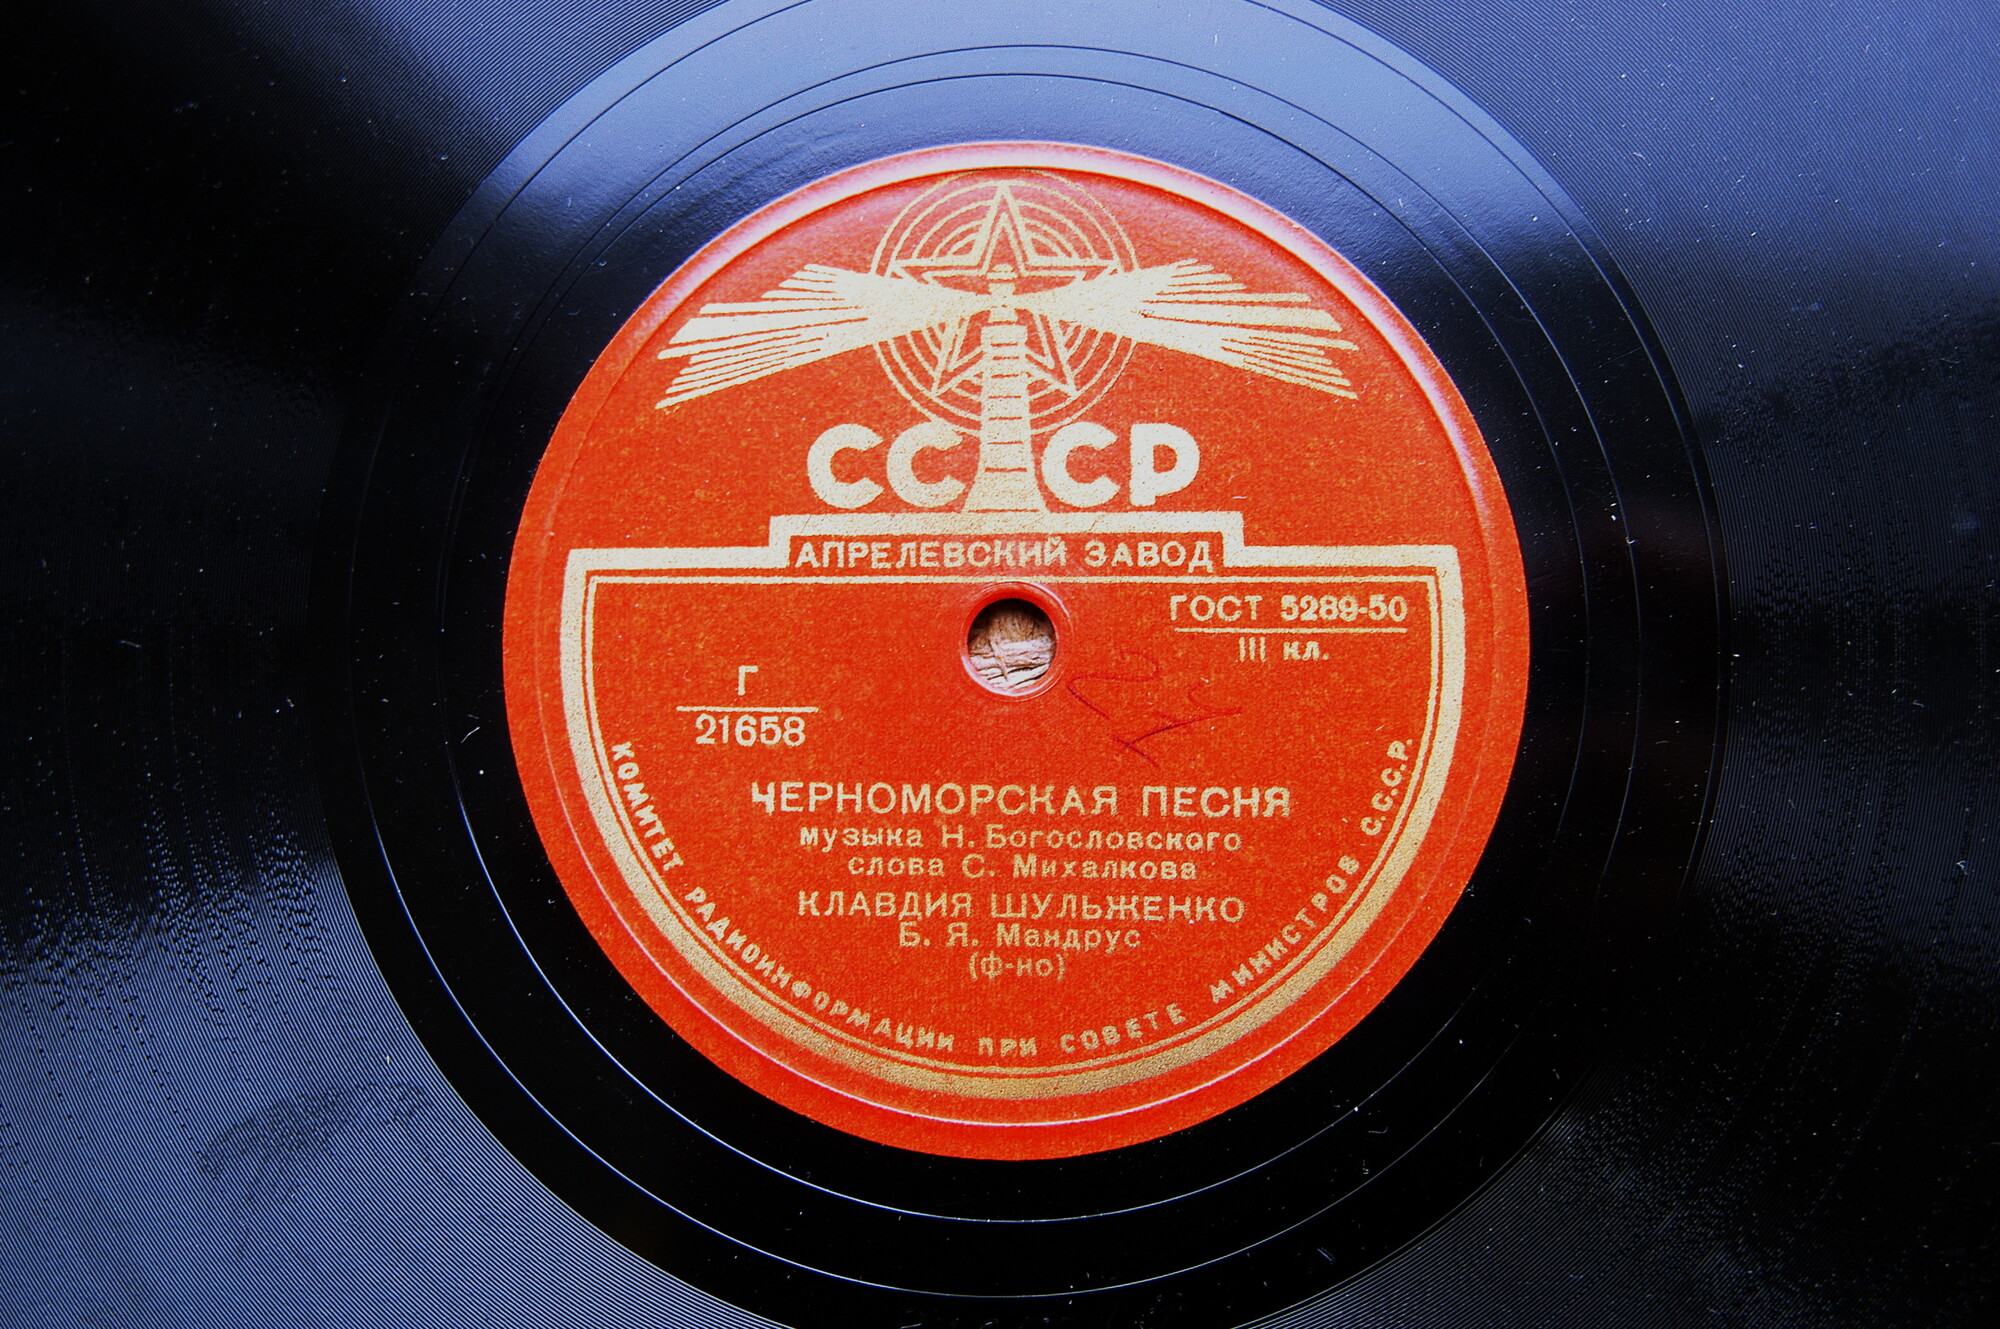 СССР
АПРЕЛЕВСКИЙ ЗАВОД
ГОСТ 5289-50
III кл.
Г
21658
ЧЕРНОМОРСКАЯ ПЕСНЯ
музыка Н. Богословского
слова С. Михалкова
КЛАВДИЯ ШУЛЬЖЕНКО
Б. Я. Мандрус
(ф-но)
КОМИТЕТ РАДИОИНФОРМАЦИИ ПРИ СОВЕТЕ МИНИСТРОВ С.С.С.Р.